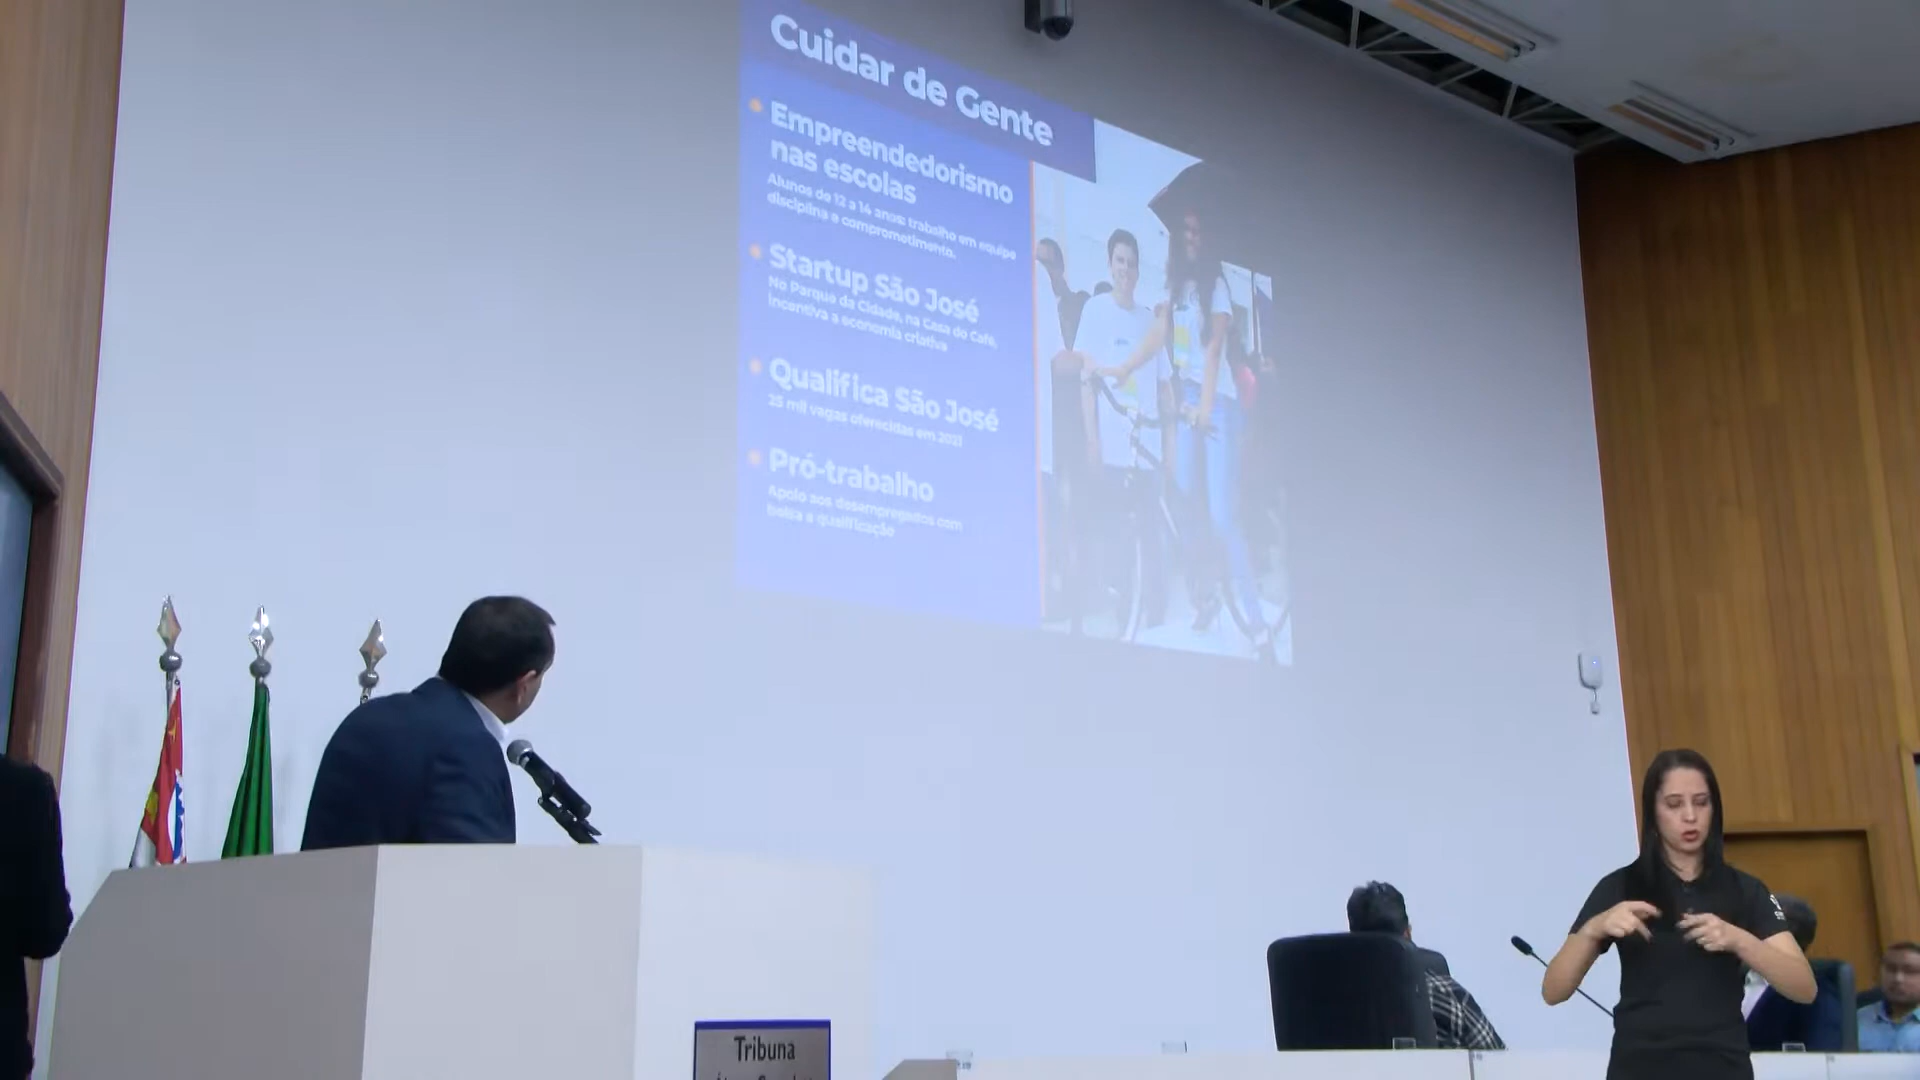 Cuidar de Gente
Empreendedorismo
nas escolas
Alunos de 12 a 14 anos: trabalho em equipe
disciplina e comprometimento.
Startup São José
No Parque da Cidade, na Casa do Café,
incentiva a economia criativa
Qualifica São José
25 mil vagas oferecidas em 2021
Pró-trabalho
Apoio aos desempregados com
bolsa e qualificação
Tribuna